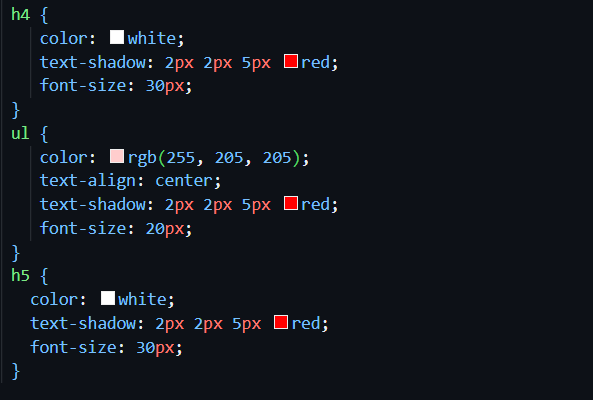 h4 {
color: white;
text-shadow: 2px 2px 5px red;
font-size: 30px;
}
ul {
color: rgb(255, 205, 205);
text-align: center;
text-shadow: 2px 2px 5px red;
font-size: 20px;
}
h5 {
color: white;
text-shadow: 2px 2px 5px red;
font-size: 30px;
}